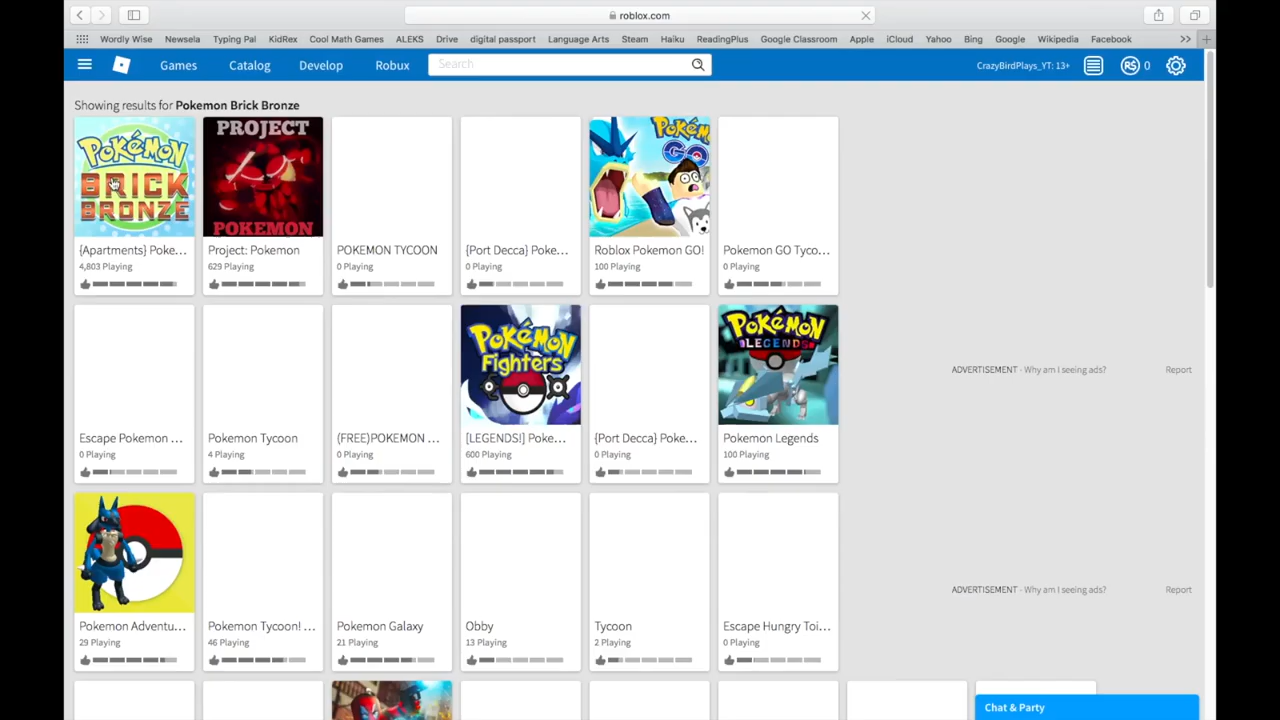 roblox.com
Wordly Wise Newsela Typing Pal KidRex Cool Math Games ALEKS Drive digital passport Language Arts Steam Haiku ReadingPlus Google Classroom Apple iCloud Yahoo Bing Google Wikipedia Facebook >>
Games Catalog Develop Robux Search CrazyBirdPlays_YT: 13+ R$ 0
Showing results for Pokemon Brick Bronze
POKÉMON BRICK BRONZE
PROJECT POKEMON
POKÉMON GO
{Apartments} Poke... Project: Pokemon POKEMON TYCOON {Port Decca} Poke... Roblox Pokemon GO! Pokemon GO Tyco...
4,803 Playing 629 Playing 0 Playing 0 Playing 100 Playing 0 Playing
POKéMON Fighters
POKéMON LEGENDS
ADVERTISEMENT - Why am I seeing ads? Report
Escape Pokemon ... Pokemon Tycoon (FREE)POKEMON ... [LEGENDS!] Poke... {Port Decca} Poke... Pokemon Legends
0 Playing 4 Playing 0 Playing 600 Playing 0 Playing 100 Playing
ADVERTISEMENT - Why am I seeing ads? Report
Pokemon Adventu... Pokemon Tycoon! ... Pokemon Galaxy Obby Tycoon Escape Hungry Toi...
29 Playing 46 Playing 21 Playing 13 Playing 2 Playing 0 Playing
Chat & Party